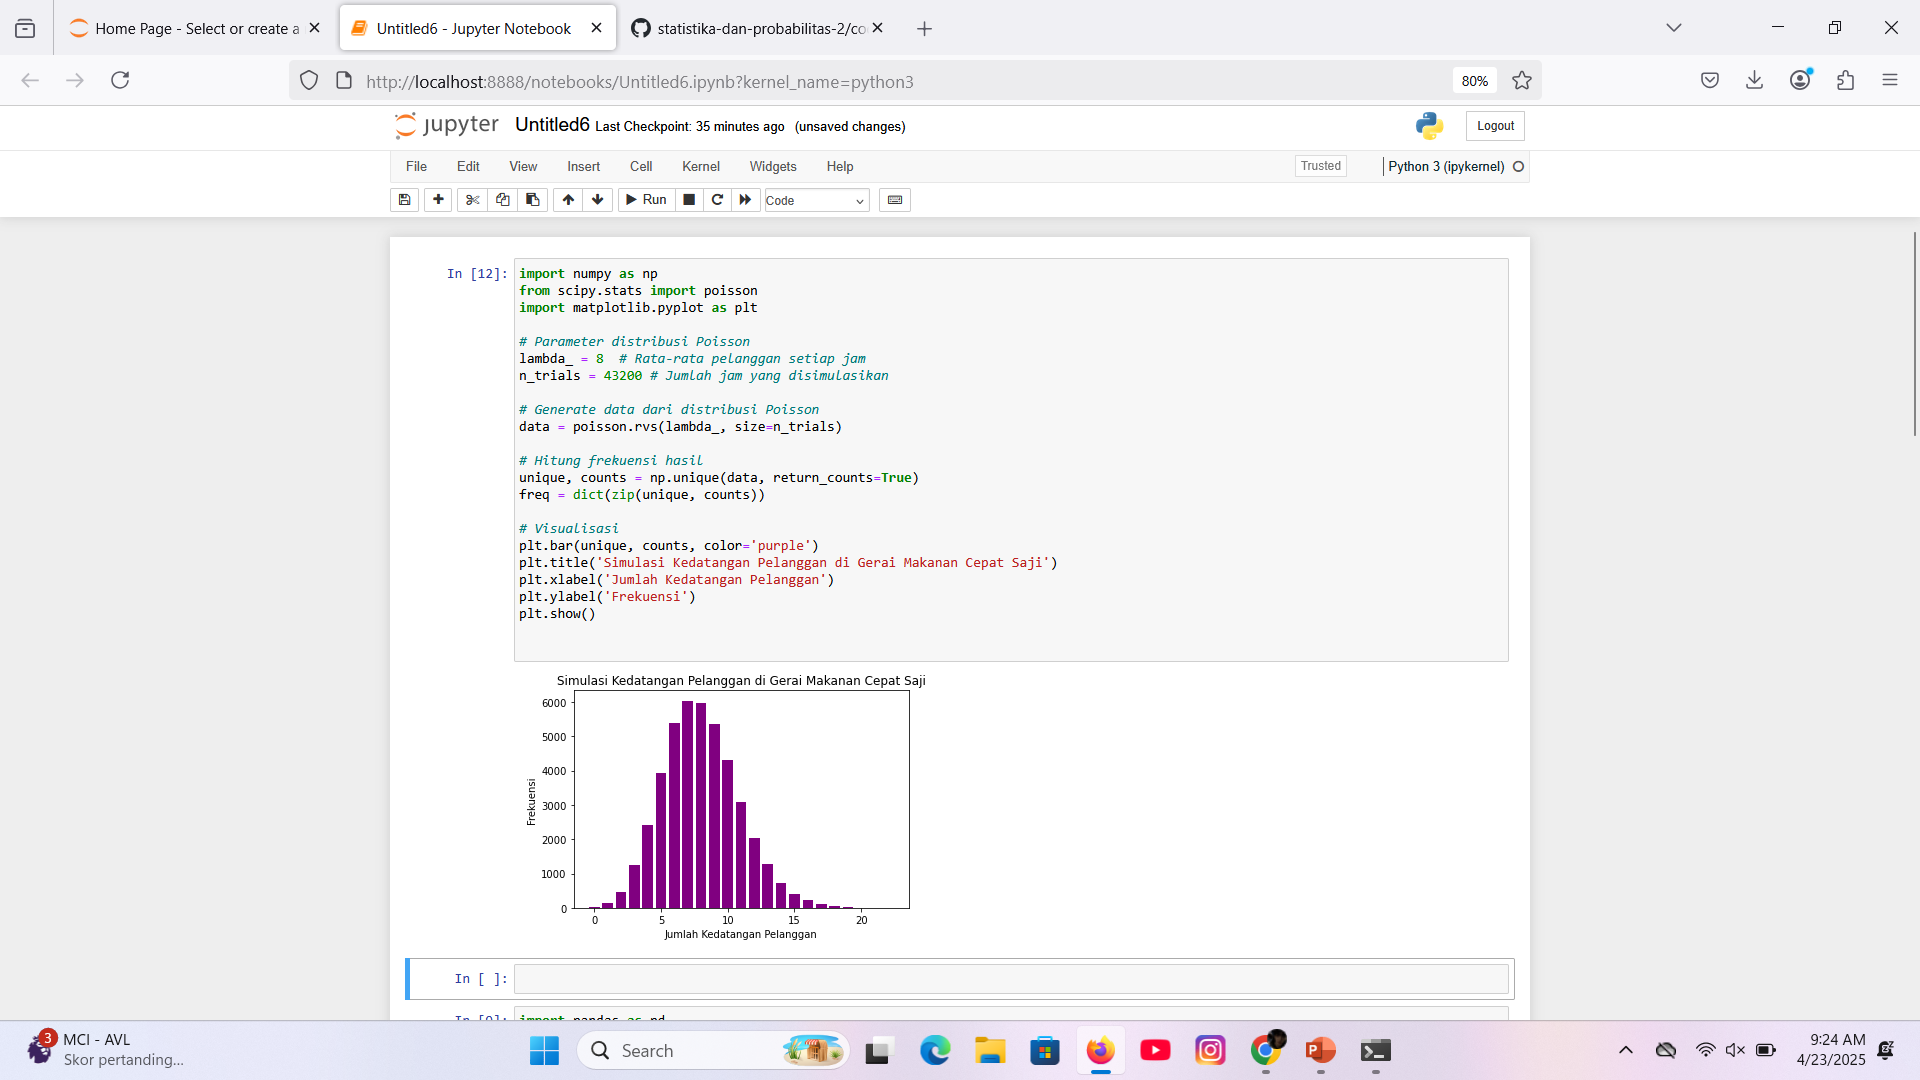 Home Page - Select or create a
Untitled6 - Jupyter Notebook
statistika-dan-probabilitas-2/co
http://localhost:8888/notebooks/Untitled6.ipynb?kernel_name=python3
80%
jupyter Untitled6 Last Checkpoint: 35 minutes ago (unsaved changes)
Logout
File Edit View Insert Cell Kernel Widgets Help
Trusted
Python 3 (ipykernel)
Run
Code
In [12]:
import numpy as np
from scipy.stats import poisson
import matplotlib.pyplot as plt
# Parameter distribusi Poisson
lambda_ = 8  # Rata-rata pelanggan setiap jam
n_trials = 43200 # Jumlah jam yang disimulasikan
# Generate data dari distribusi Poisson
data = poisson.rvs(lambda_, size=n_trials)
# Hitung frekuensi hasil
unique, counts = np.unique(data, return_counts=True)
freq = dict(zip(unique, counts))
# Visualisasi
plt.bar(unique, counts, color='purple')
plt.title('Simulasi Kedatangan Pelanggan di Gerai Makanan Cepat Saji')
plt.xlabel('Jumlah Kedatangan Pelanggan')
plt.ylabel('Frekuensi')
plt.show()
Simulasi Kedatangan Pelanggan di Gerai Makanan Cepat Saji
6000
5000
4000
3000
2000
1000
0
Frekuensi
0 5 10 15 20
Jumlah Kedatangan Pelanggan
In [ ]:
In [9]: import pandas as pd
3
MCI - AVL
Skor pertanding...
Search
9:24 AM
4/23/2025